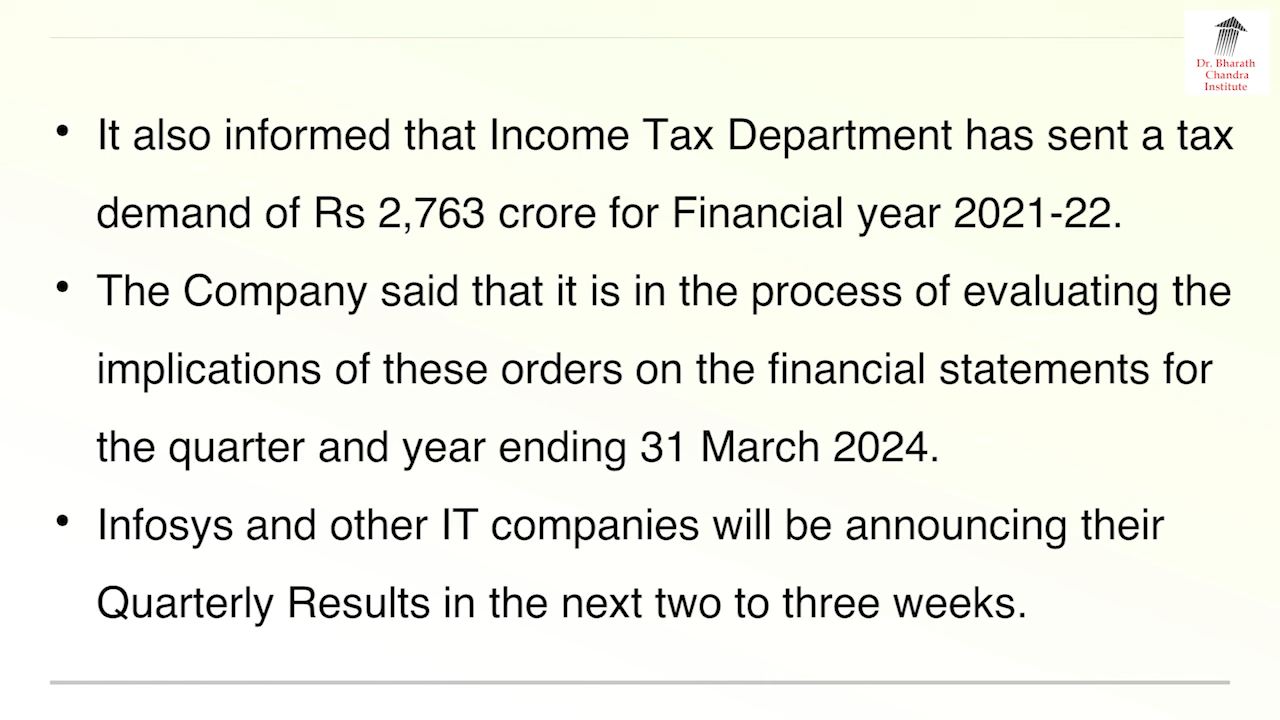 Dr. Bharath
Chandra
Institute
• It also informed that Income Tax Department has sent a tax
demand of Rs 2,763 crore for Financial year 2021-22.
• The Company said that it is in the process of evaluating the
implications of these orders on the financial statements for
the quarter and year ending 31 March 2024.
• Infosys and other IT companies will be announcing their
Quarterly Results in the next two to three weeks.